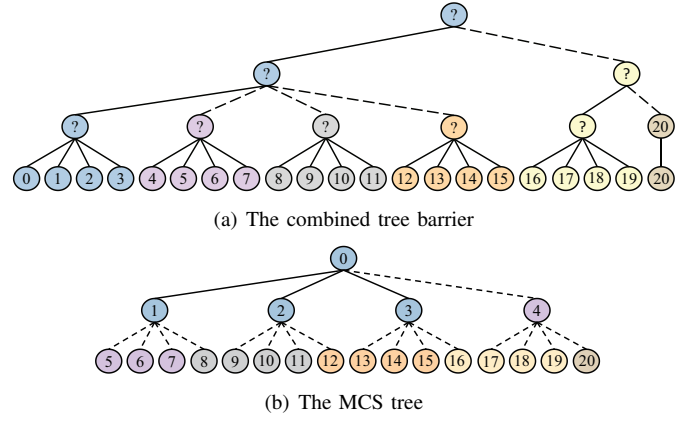 ?
? ?
? ? ? ? ? 20
0 1 2 3 4 5 6 7 8 9 10 11 12 13 14 15 16 17 18 19 20
(a) The combined tree barrier
0
1 2 3 4
5 6 7 8 9 10 11 12 13 14 15 16 17 18 19 20
(b) The MCS tree